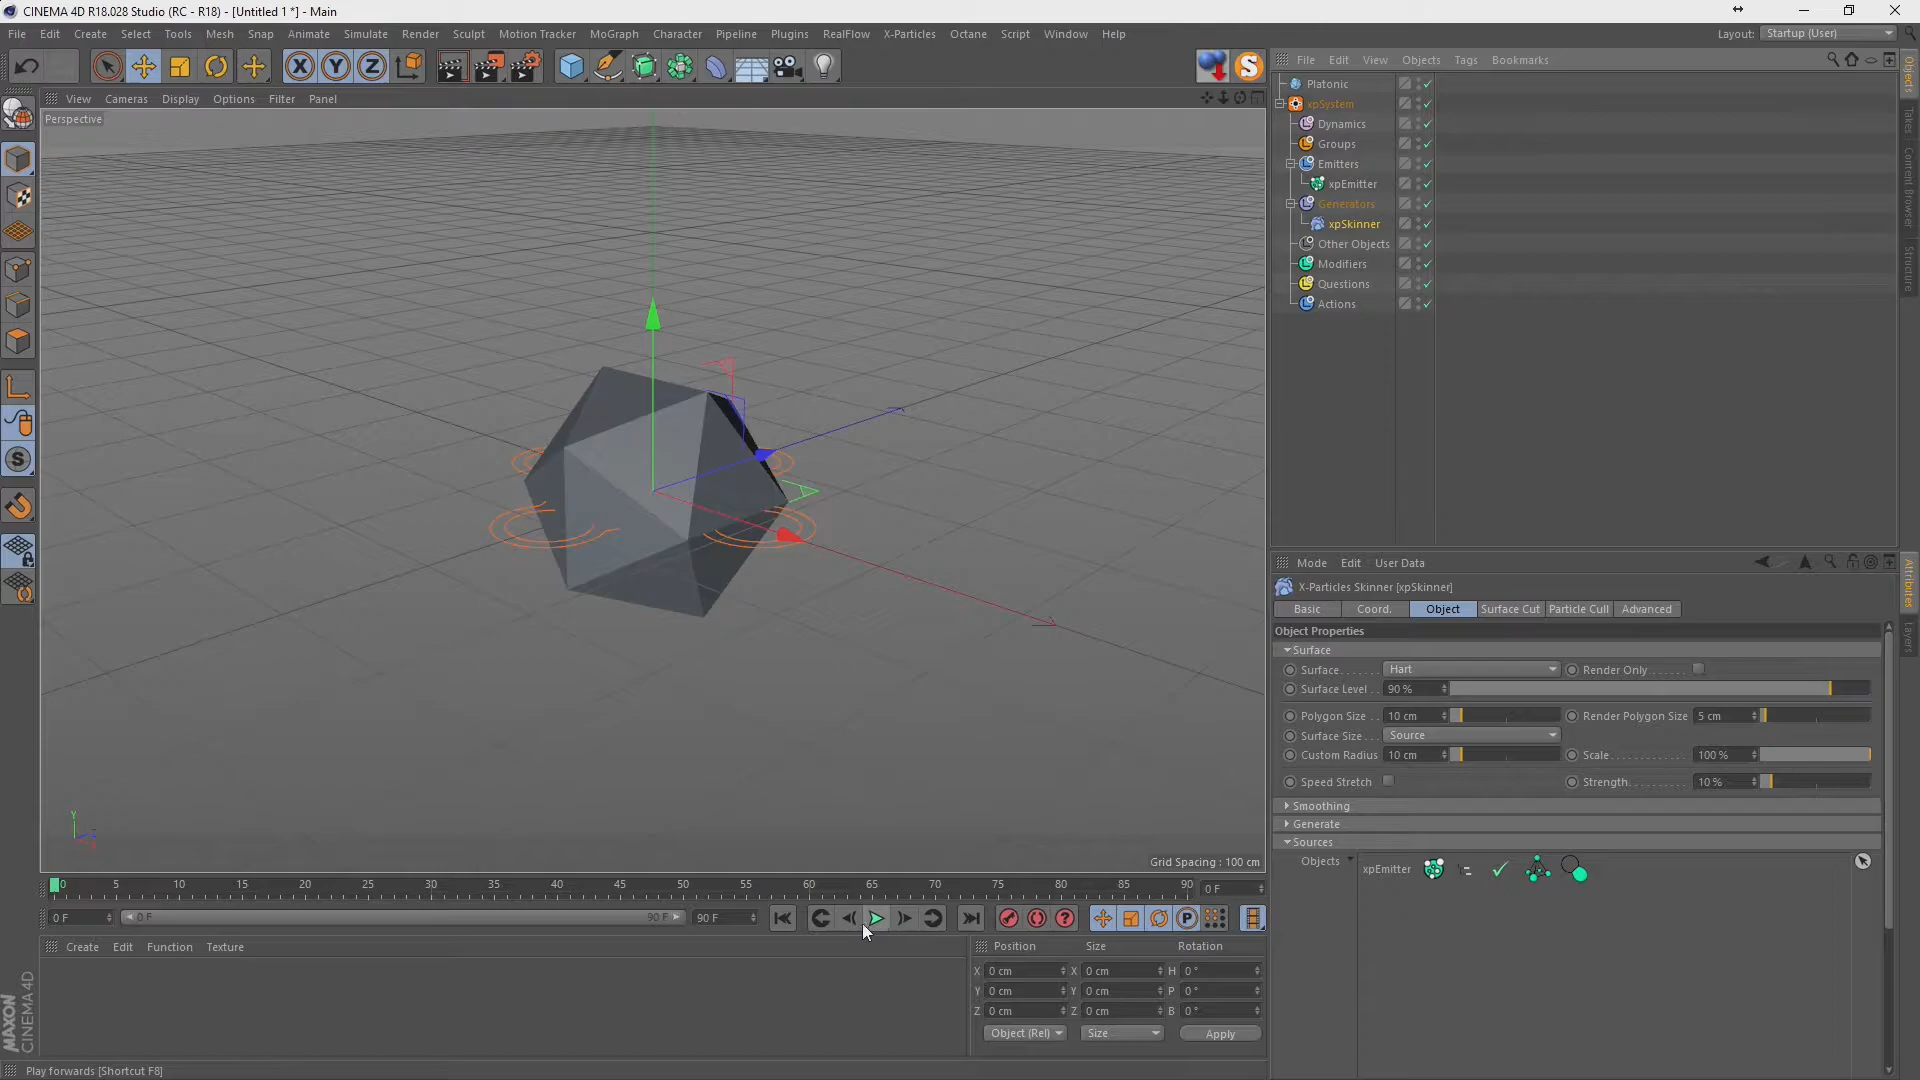 CINEMA 4D R18.028 Studio (RC - R18) - [Untitled 1 *] - Main
File Edit Create Select Tools Mesh Snap Animate Simulate Render Sculpt Motion Tracker MoGraph Character Pipeline Plugins RealFlow X-Particles Octane Script Window Help
Layout: Startup (User)
X Y Z
S
File Edit View Objects Tags Bookmarks
Objects
Takes
Content Browser
Structure
Platonic
xpSystem
Dynamics
Groups
Emitters
xpEmitter
Generators
xpSkinner
Other Objects
Modifiers
Questions
Actions
View Cameras Display Options Filter Panel
Perspective
S
Y
Grid Spacing : 100 cm
Mode Edit User Data
Attributes
Layers
X-Particles Skinner [xpSkinner]
Basic Coord. Object Surface Cut Particle Cull Advanced
Object Properties
Surface
Surface Hart Render Only
Surface Level 90 %
Polygon Size 10 cm Render Polygon Size 5 cm
Surface Size Source
Custom Radius 10 cm Scale 100 %
Speed Stretch Strength 10 %
Smoothing
Generate
Sources
Objects xpEmitter
0 5 10 15 20 25 30 35 40 45 50 55 60 65 70 75 80 85 90 0 F
0 F 0 F 90 F 90 F
P
Create Edit Function Texture
Position Size Rotation
X 0 cm X 0 cm H 0 °
Y 0 cm Y 0 cm P 0 °
Z 0 cm Z 0 cm B 0 °
Object (Rel) Size Apply
MAXON
CINEMA 4D
Play forwards [Shortcut F8]